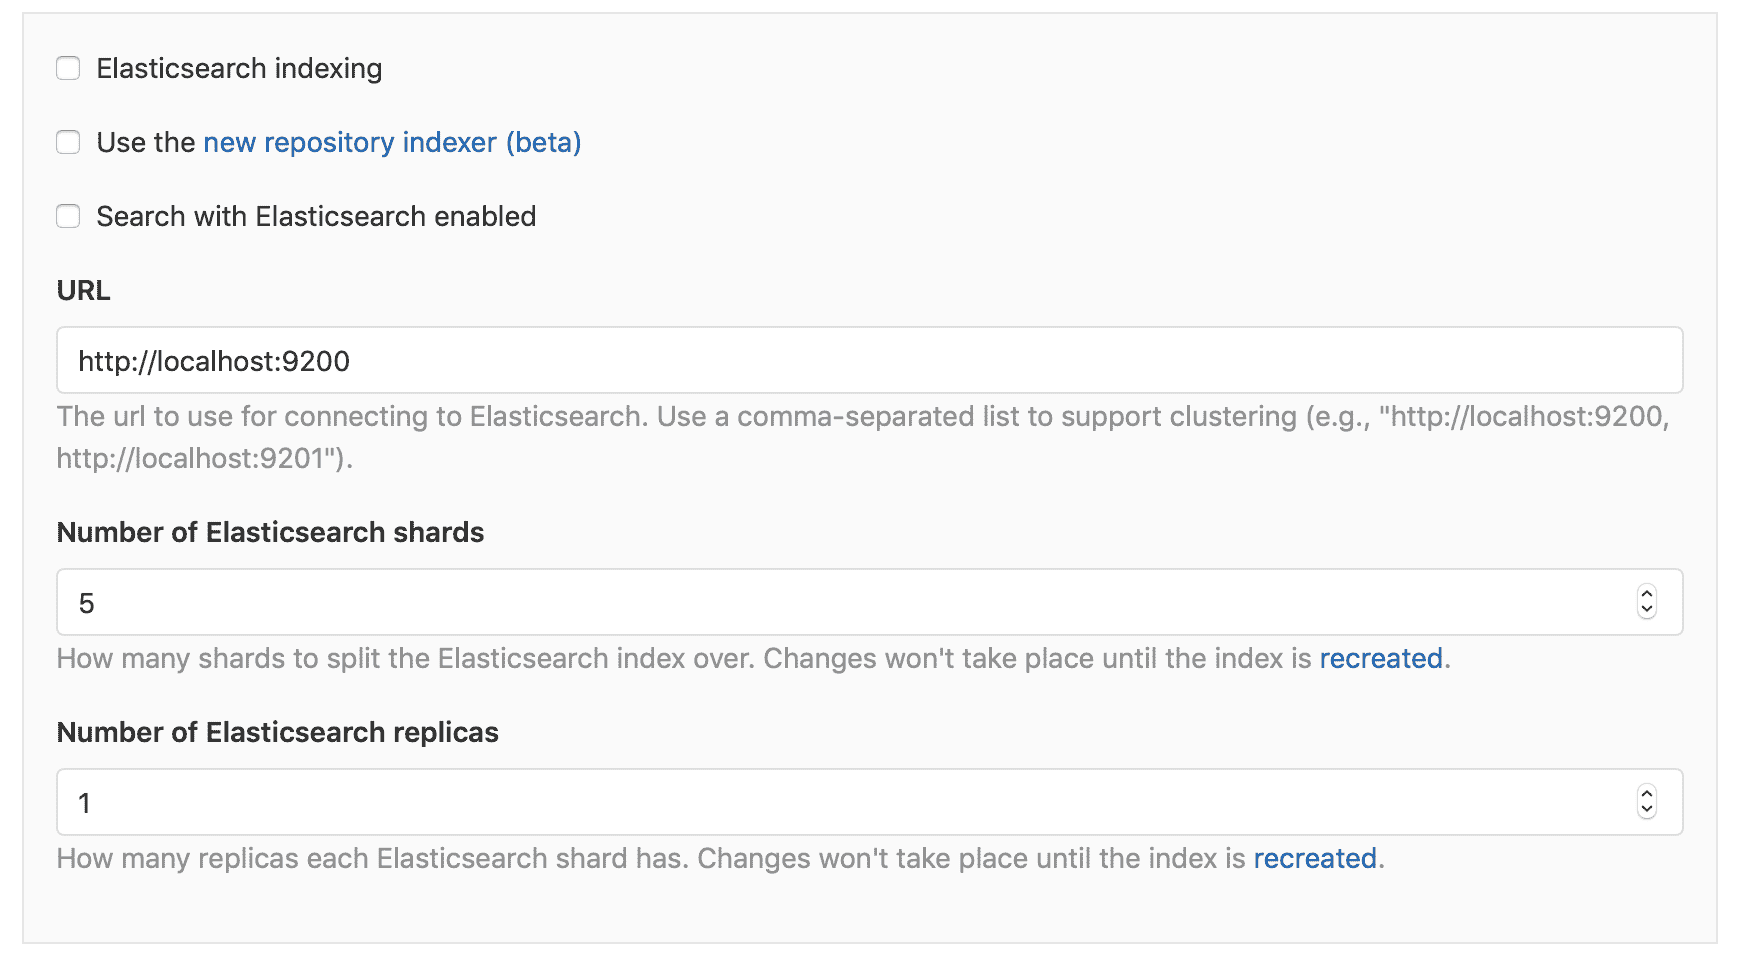 Elasticsearch indexing
Use the new repository indexer (beta)
Search with Elasticsearch enabled
URL
http://localhost:9200
The url to use for connecting to Elasticsearch. Use a comma-separated list to support clustering (e.g., "http://localhost:9200,
http://localhost:9201").
Number of Elasticsearch shards
5
How many shards to split the Elasticsearch index over. Changes won't take place until the index is recreated.
Number of Elasticsearch replicas
1
How many replicas each Elasticsearch shard has. Changes won't take place until the index is recreated.